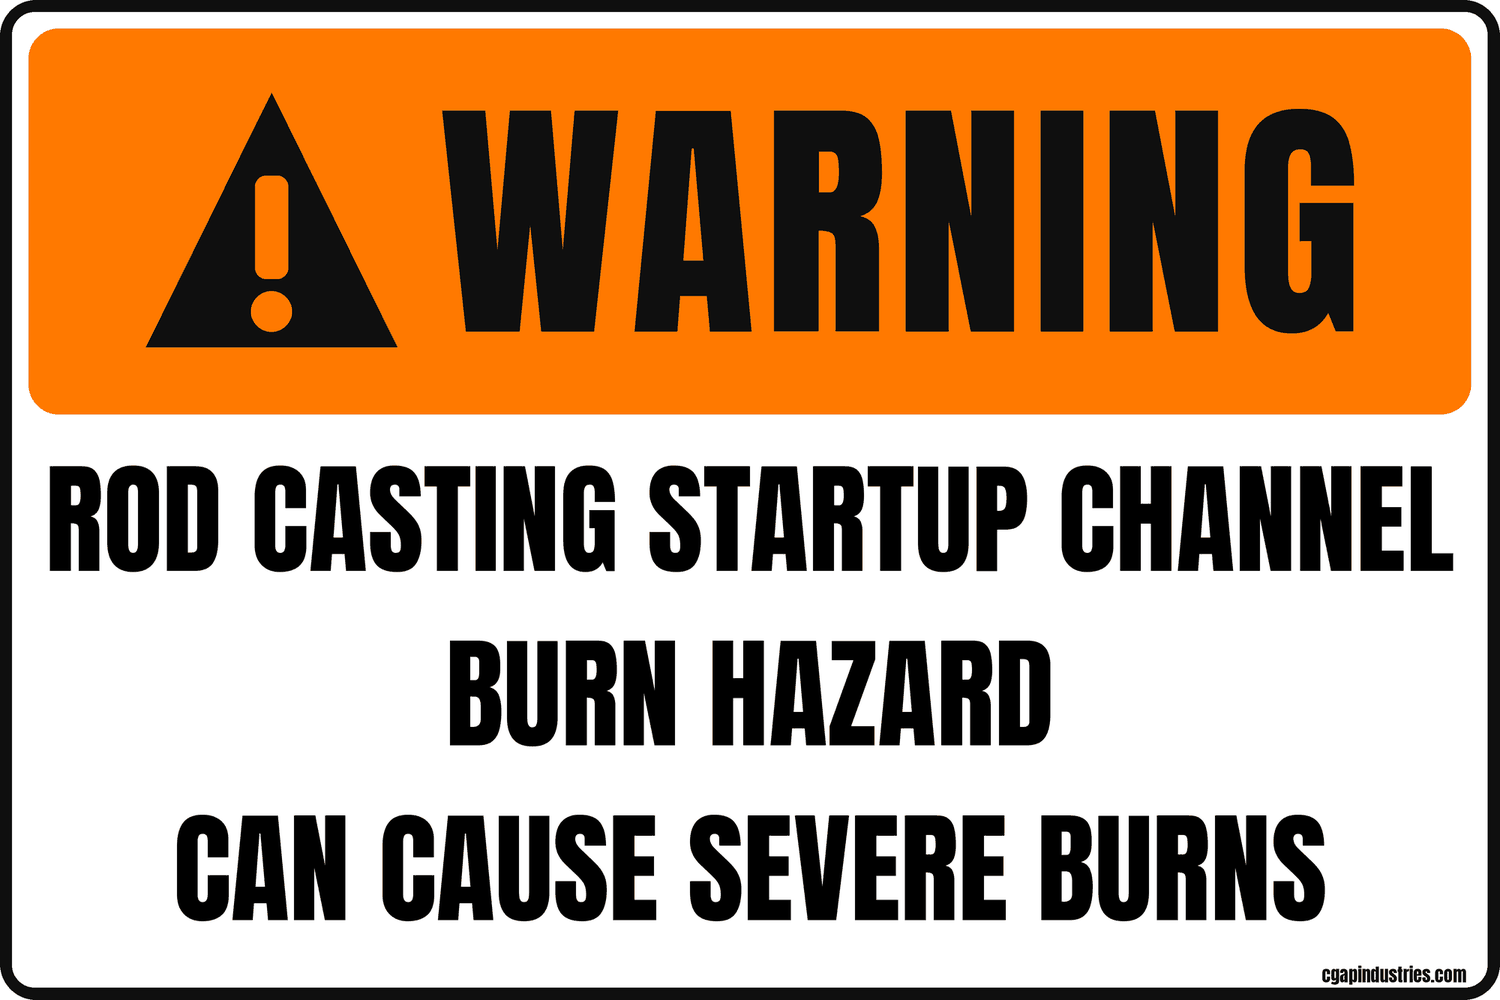 WARNING
ROD CASTING STARTUP CHANNEL
BURN HAZARD
CAN CAUSE SEVERE BURNS
cgapindustries.com